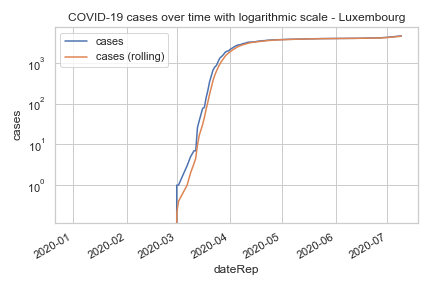 COVID-19 cases over time with logarithmic scale - Luxembourg
cases
cases (rolling)
10³
10²
10¹
10⁰
cases
2020-01
2020-02
2020-03
2020-04
2020-05
2020-06
2020-07
dateRep